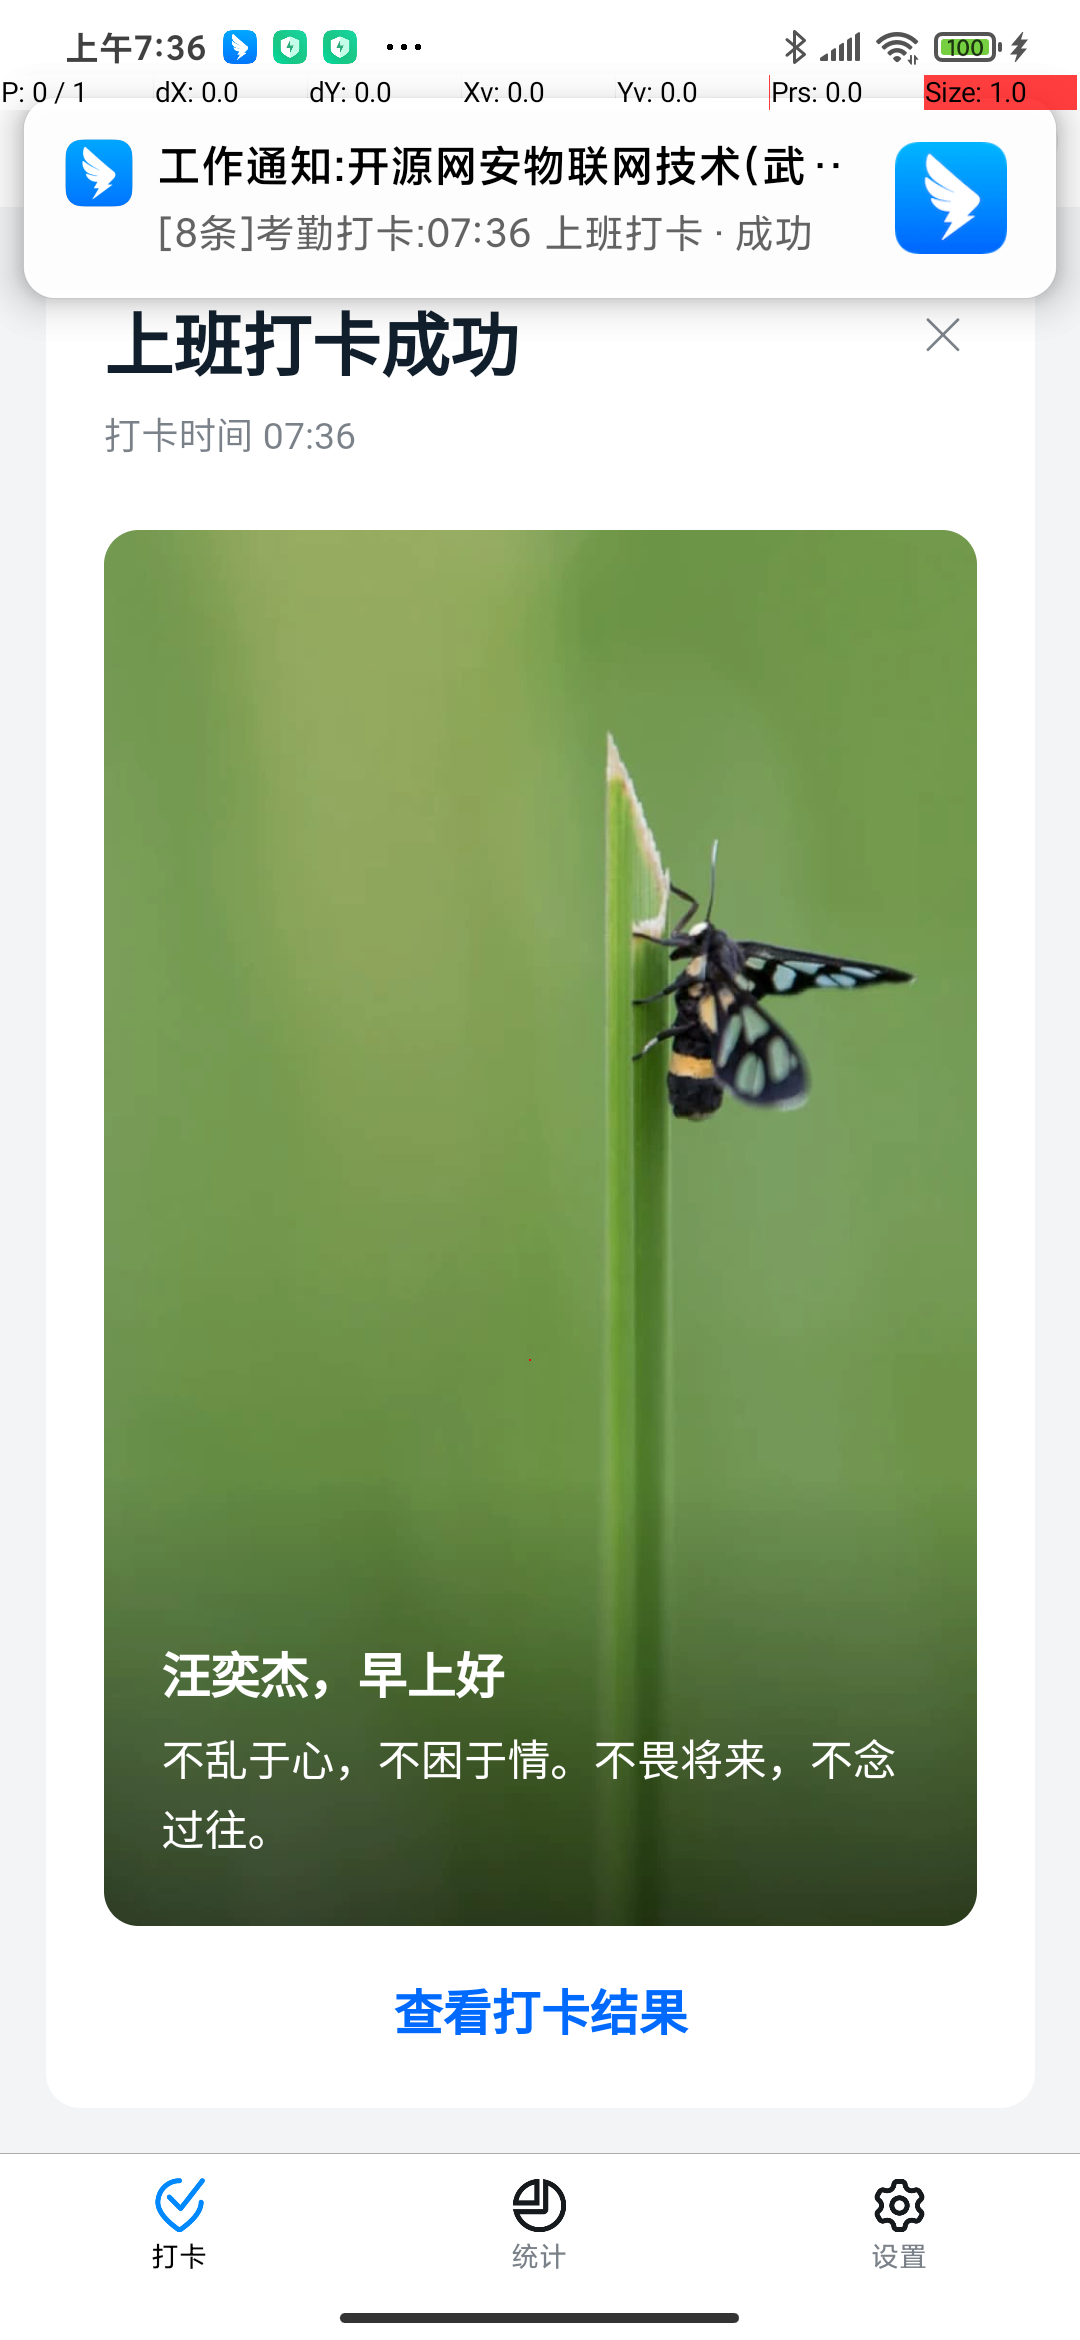 上午7:36
100
P: 0 / 1 dX: 0.0 dY: 0.0 Xv: 0.0 Yv: 0.0 Prs: 0.0 Size: 1.0
工作通知:开源网安物联网技术(武··
[8条]考勤打卡:07:36 上班打卡 · 成功
上班打卡成功
打卡时间 07:36
汪奕杰，早上好
不乱于心，不困于情。不畏将来，不念
过往。
查看打卡结果
打卡 统计 设置